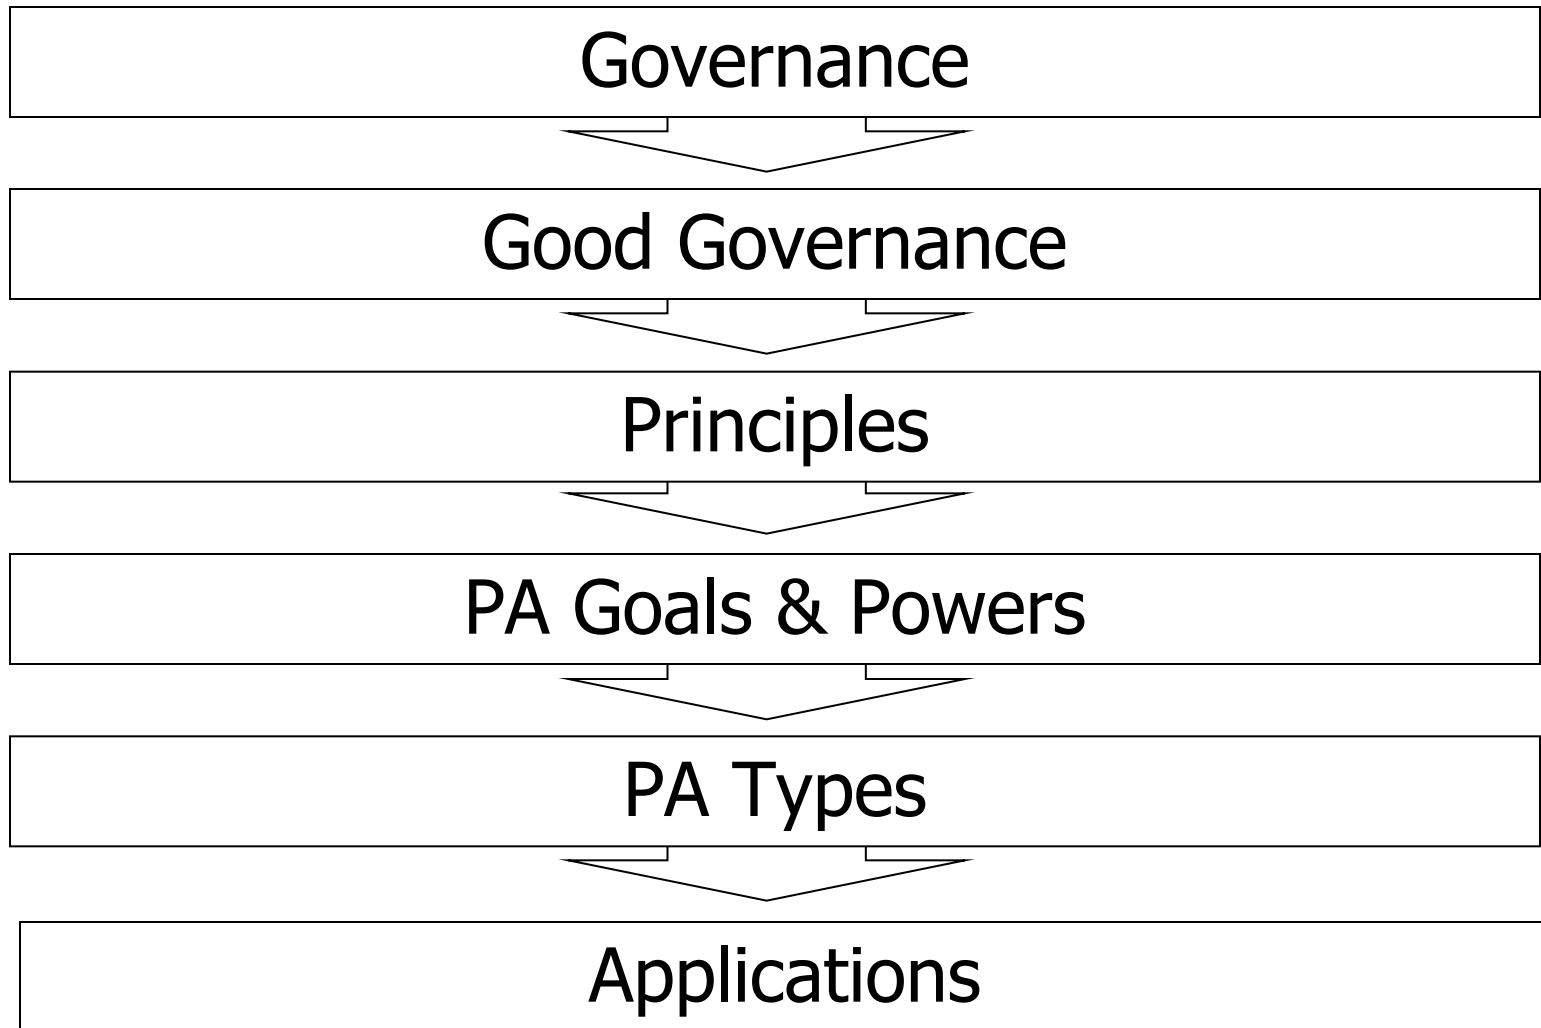 Governance
Good Governance
Principles
PA Goals & Powers
PA Types
Applications